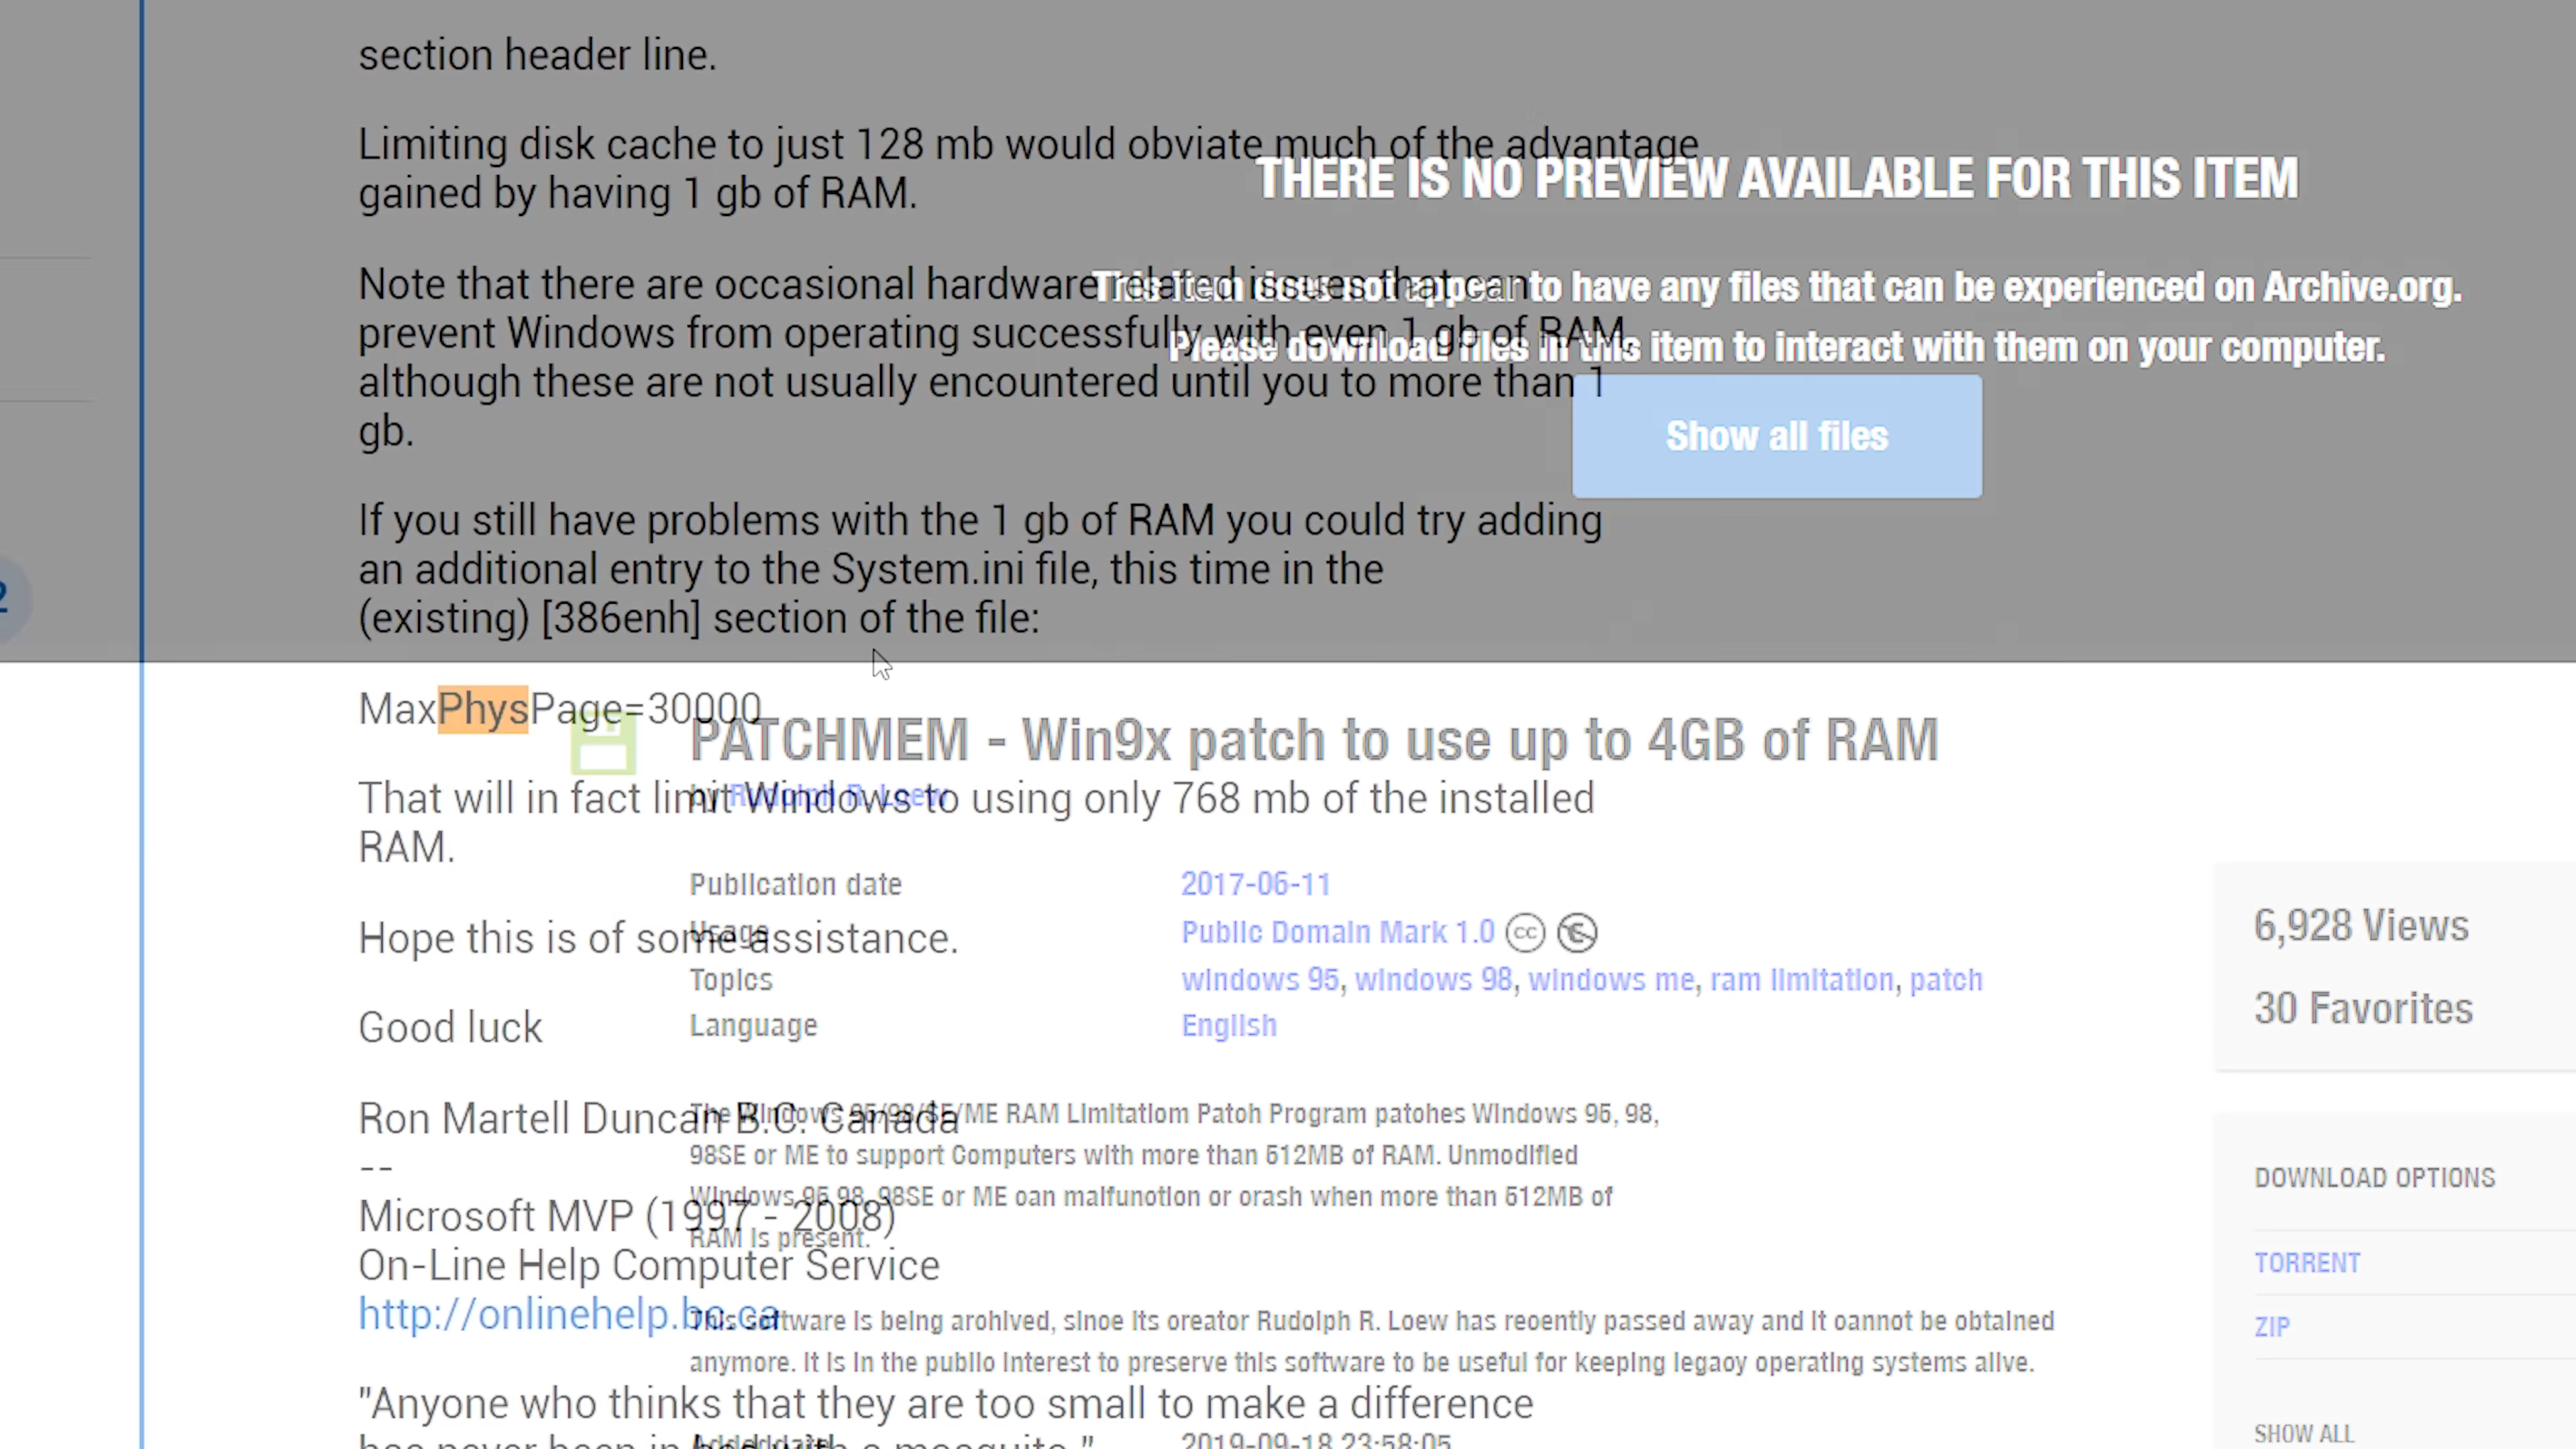 section header line.
Limiting disk cache to just 128 mb would obviate much of the advantage
gained by having 1 gb of RAM.
Note that there are occasional hardware related issues that can
prevent Windows from operating successfully with even 1 gb of RAM,
although these are not usually encountered until you to more than 1
gb.
If you still have problems with the 1 gb of RAM you could try adding
an additional entry to the System.ini file, this time in the
(existing) [386enh] section of the file:
MaxPhysPage=30000
That will in fact limit Windows to using only 768 mb of the installed
RAM.
Hope this is of some assistance.
Good luck
Ron Martell Duncan B.C. Canada
--
Microsoft MVP (1997 - 2008)
On-Line Help Computer Service
http://onlinehelp.bc.ca
"Anyone who thinks that they are too small to make a difference
has never been in bed with a mosquito."
2
THERE IS NO PREVIEW AVAILABLE FOR THIS ITEM
This item does not appear to have any files that can be experienced on Archive.org.
Please download files in this item to interact with them on your computer.
Show all files
PATCHMEM - Win9x patch to use up to 4GB of RAM
by Rudolph R. Loew
Publication date 2017-06-11
Usage Public Domain Mark 1.0
Topics windows 95, windows 98, windows me, ram limitation, patch
Language English
The Windows 95/98/SE/ME RAM Limitatiom Patch Program patches Windows 95, 98,
98SE or ME to support Computers with more than 512MB of RAM. Unmodified
Windows 95,98, 98SE or ME can malfunction or crash when more than 512MB of
RAM is present.
This software is being archived, since its creator Rudolph R. Loew has recently passed away and it cannot be obtained
anymore. It is in the public interest to preserve this software to be useful for keeping legacy operating systems alive.
Addeddate 2019-09-18 23:58:05
6,928 Views
30 Favorites
DOWNLOAD OPTIONS
TORRENT
ZIP
SHOW ALL